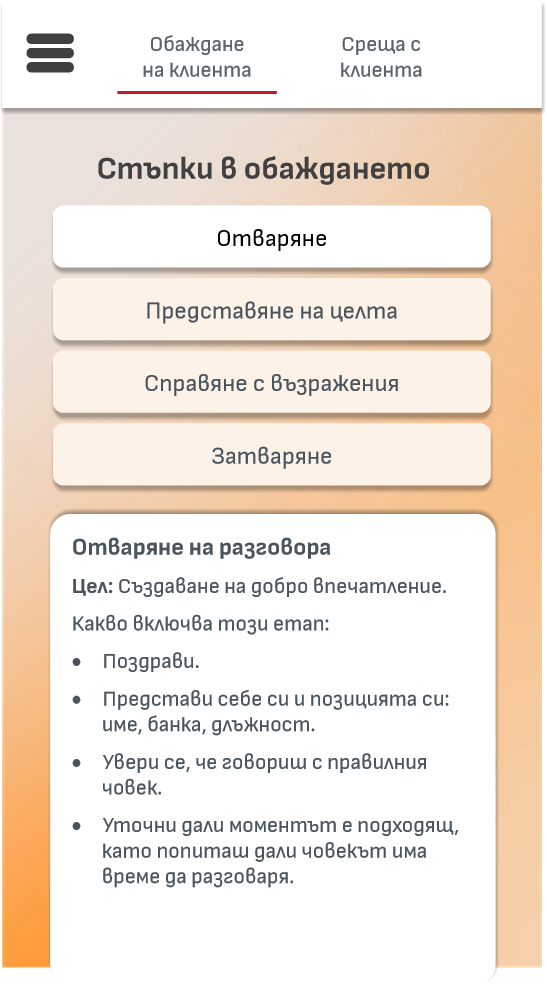 Обаждане
на клиента
Среща с
клиента
Стъпки в обаждането
Отваряне
Представяне на целта
Справяне с възражения
Затваряне
Отваряне на разговора
Цел: Създаване на добро впечатление.
Какво включва този етап:
• Поздрави.
• Представи себе си и позицията си:
име, банка, длъжност.
• Увери се, че говориш с правилния
човек.
• Уточни дали моментът е подходящ,
като попиташ дали човекът има
време да разговаря.